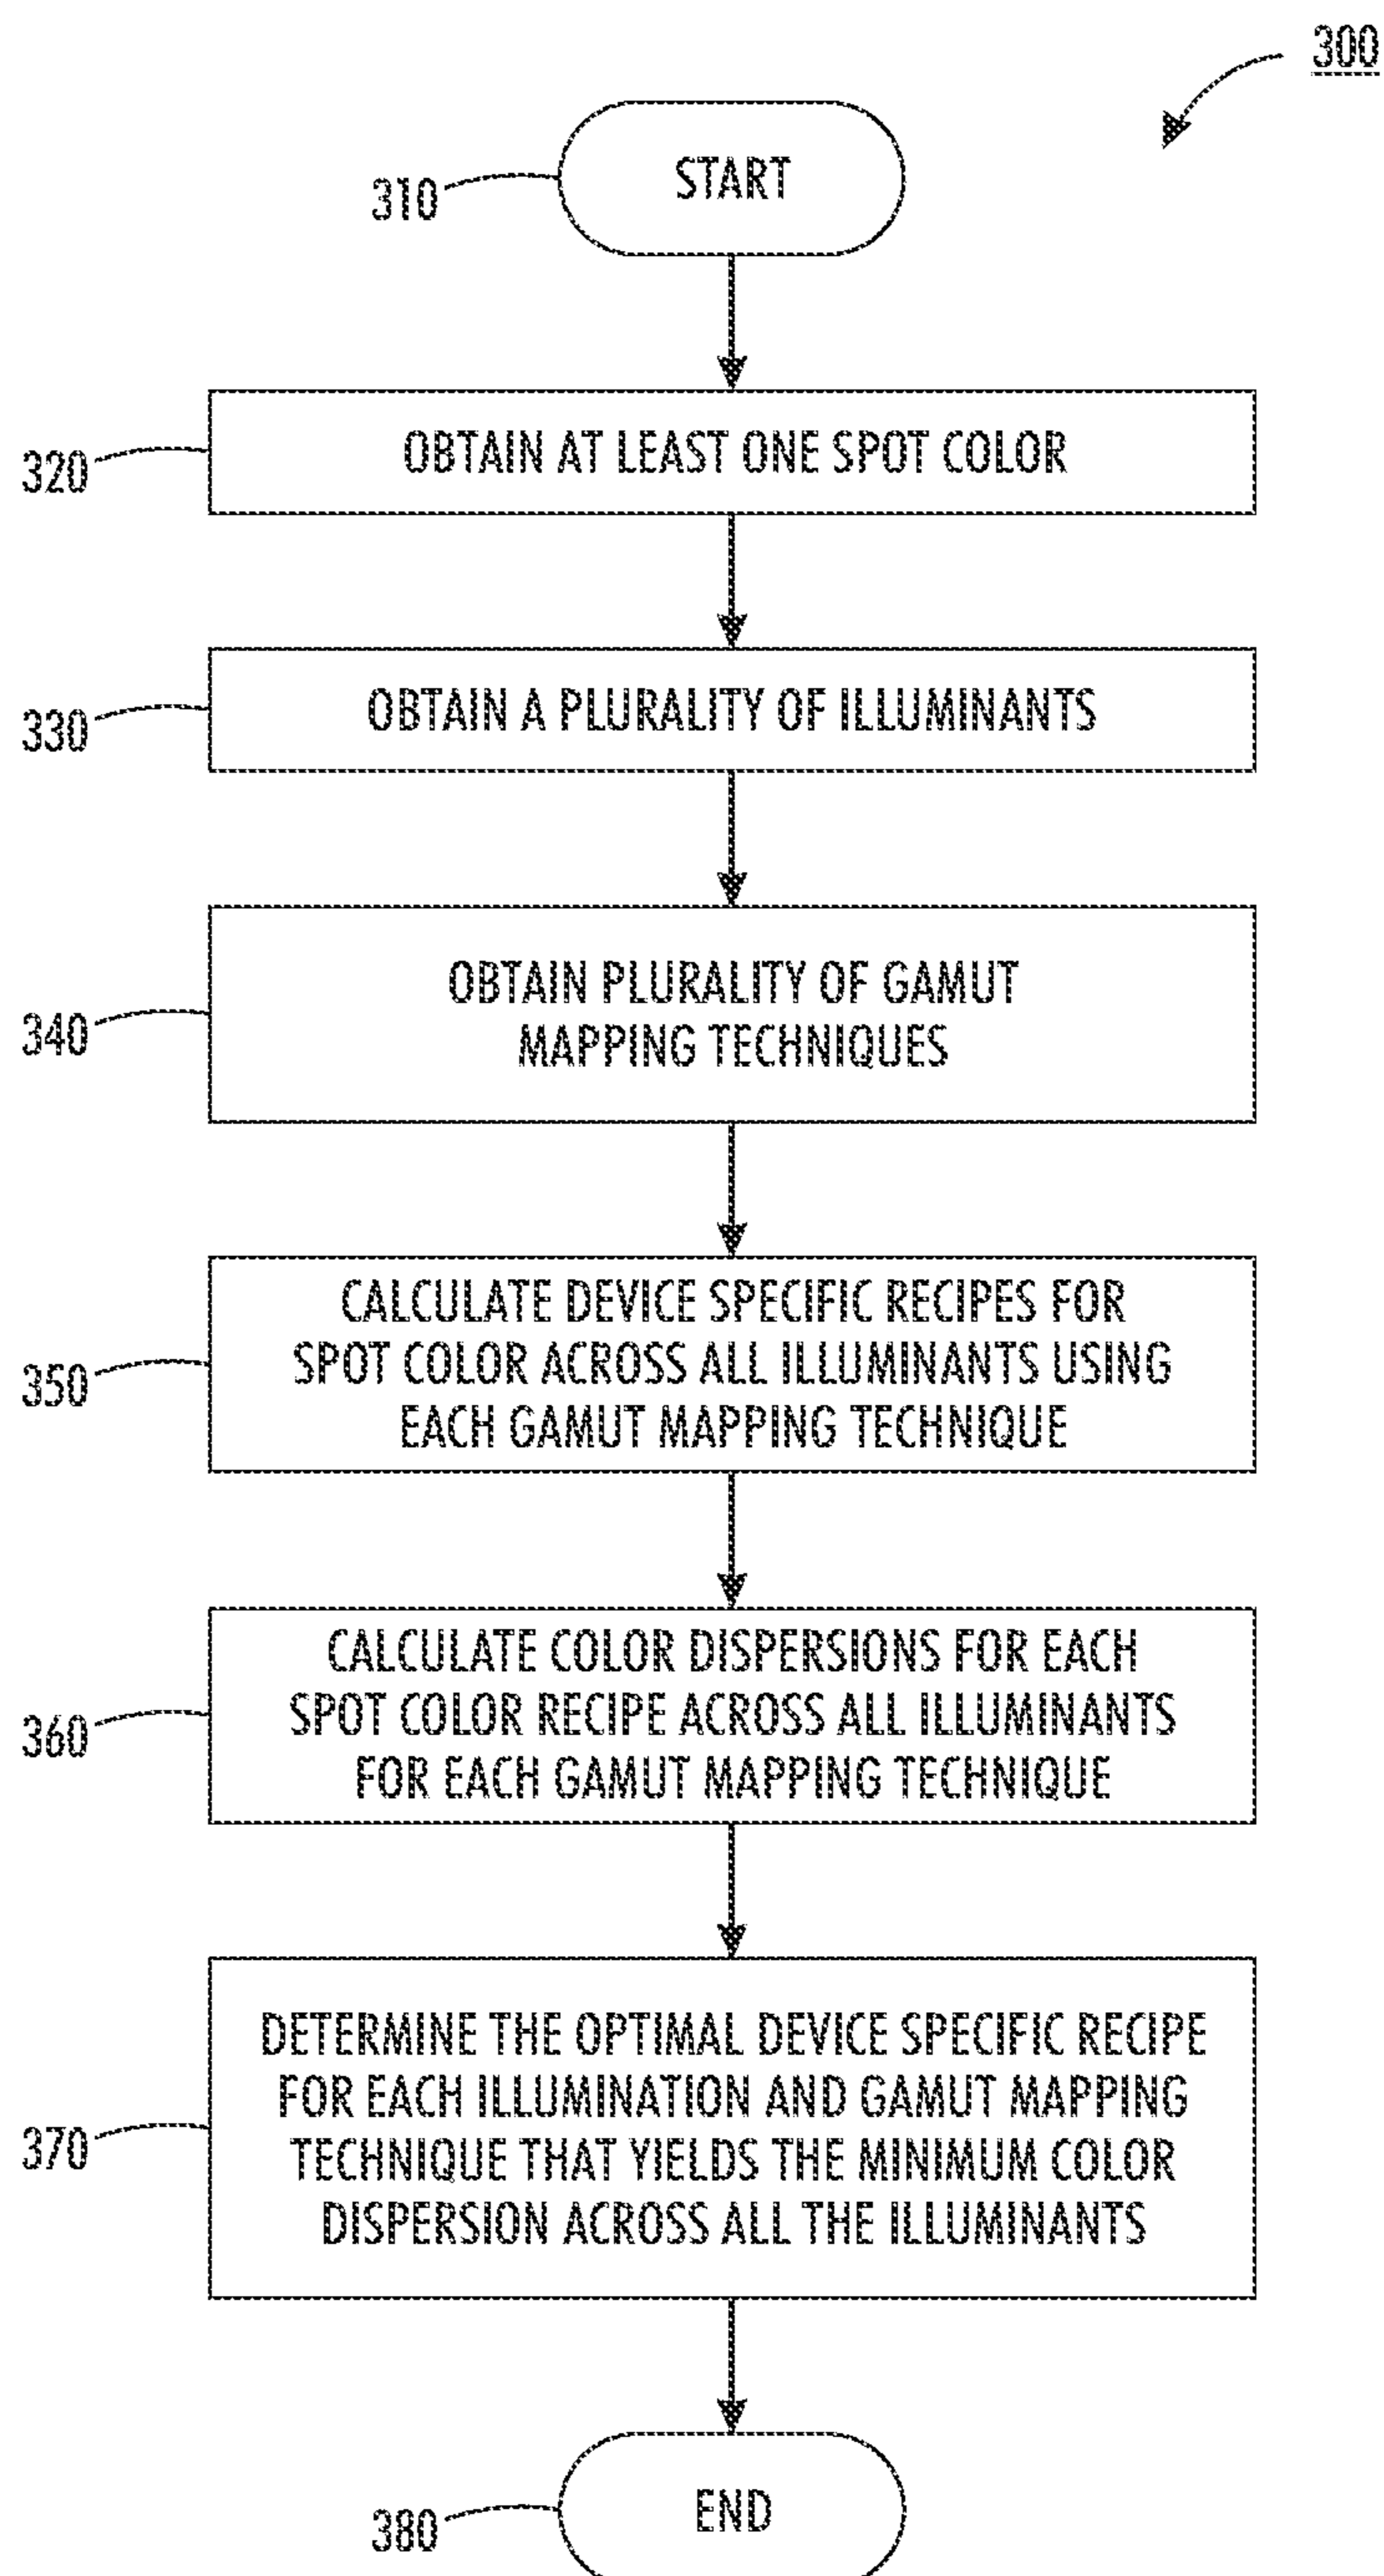 300
310
START
320
OBTAIN AT LEAST ONE SPOT COLOR
330
OBTAIN A PLURALITY OF ILLUMINANTS
340
OBTAIN PLURALITY OF GAMUT
MAPPING TECHNIQUES
350
CALCULATE DEVICE SPECIFIC RECIPES FOR
SPOT COLOR ACROSS ALL ILLUMINANTS USING
EACH GAMUT MAPPING TECHNIQUE
360
CALCULATE COLOR DISPERSIONS FOR EACH
SPOT COLOR RECIPE ACROSS ALL ILLUMINANTS
FOR EACH GAMUT MAPPING TECHNIQUE
370
DETERMINE THE OPTIMAL DEVICE SPECIFIC RECIPE
FOR EACH ILLUMINATION AND GAMUT MAPPING
TECHNIQUE THAT YIELDS THE MINIMUM COLOR
DISPERSION ACROSS ALL THE ILLUMINANTS
380
END